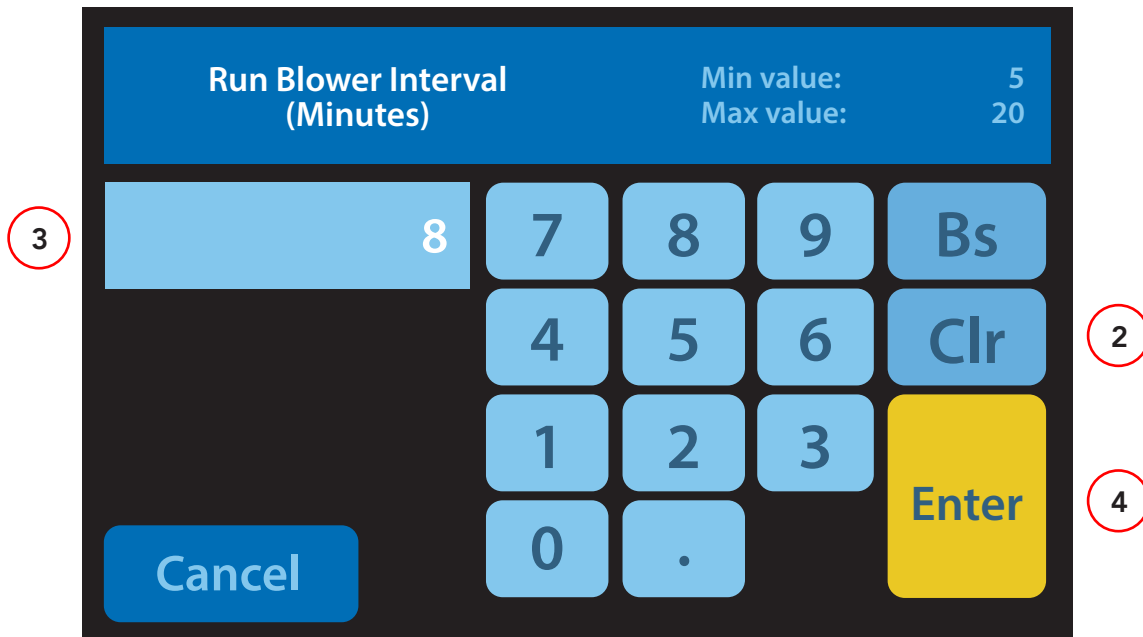 Run Blower Interval
(Minutes)
Min value: 5
Max value: 20
3
8
7 8 9 Bs
4 5 6 Clr
2
1 2 3
Enter
4
0 .
Cancel